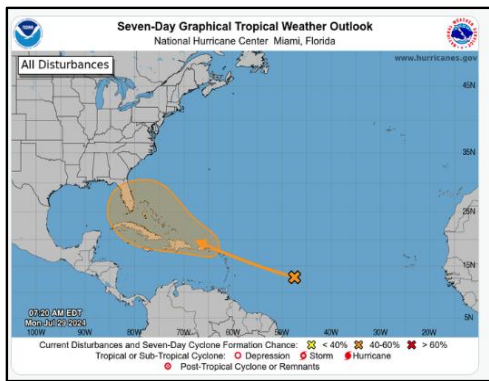 Seven-Day Graphical Tropical Weather Outlook
National Hurricane Center Miami, Florida
All Disturbances
www.hurricanes.gov
45N
35N
25N
15N
5N
07:20 AM EDT
Mon Jul 29 2024
100W 90W 80W 70W 60W 50W 40W 30W 20W
Current Disturbances and Seven-Day Cyclone Formation Chance: < 40% 40-60% > 60%
Tropical or Sub-Tropical Cyclone: Depression Storm Hurricane
Post-Tropical Cyclone or Remnants